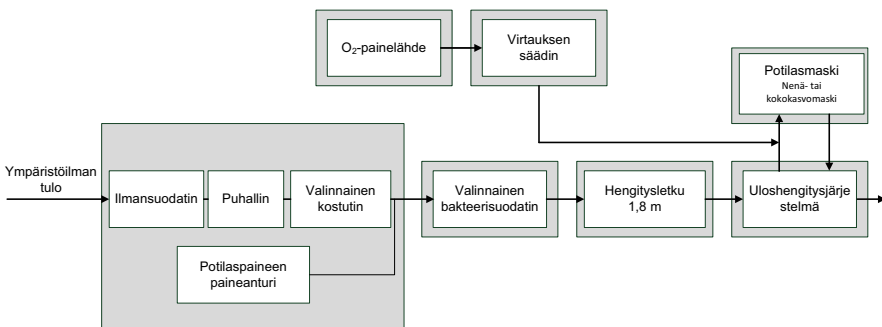 O₂-painelähde
Virtauksen
säädin
Potilasmaski
Nenä- tai
kokokasvomaski
Ympäristöilman
tulo
Ilmansuodatin
Puhallin
Valinnainen
kostutin
Valinnainen
bakteerisuodatin
Hengitysletku
1,8 m
Uloshengitysjärje
stelmä
Potilaspaineen
paineanturi